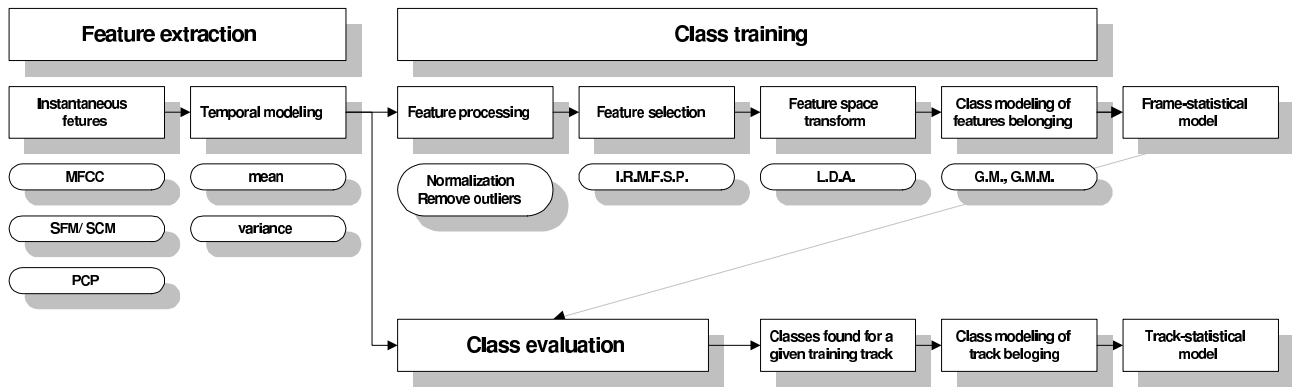 Feature extraction
Class training
Instantaneous
fetures
Temporal modeling
Feature processing
Feature selection
Feature space
transform
Class modeling of
features belonging
Frame-statistical
model
MFCC
mean
Normalization
Remove outliers
I.R.M.F.S.P.
L.D.A.
G.M., G.M.M.
SFM/ SCM
variance
PCP
Class evaluation
Classes found for a
given training track
Class modeling of
track beloging
Track-statistical
model